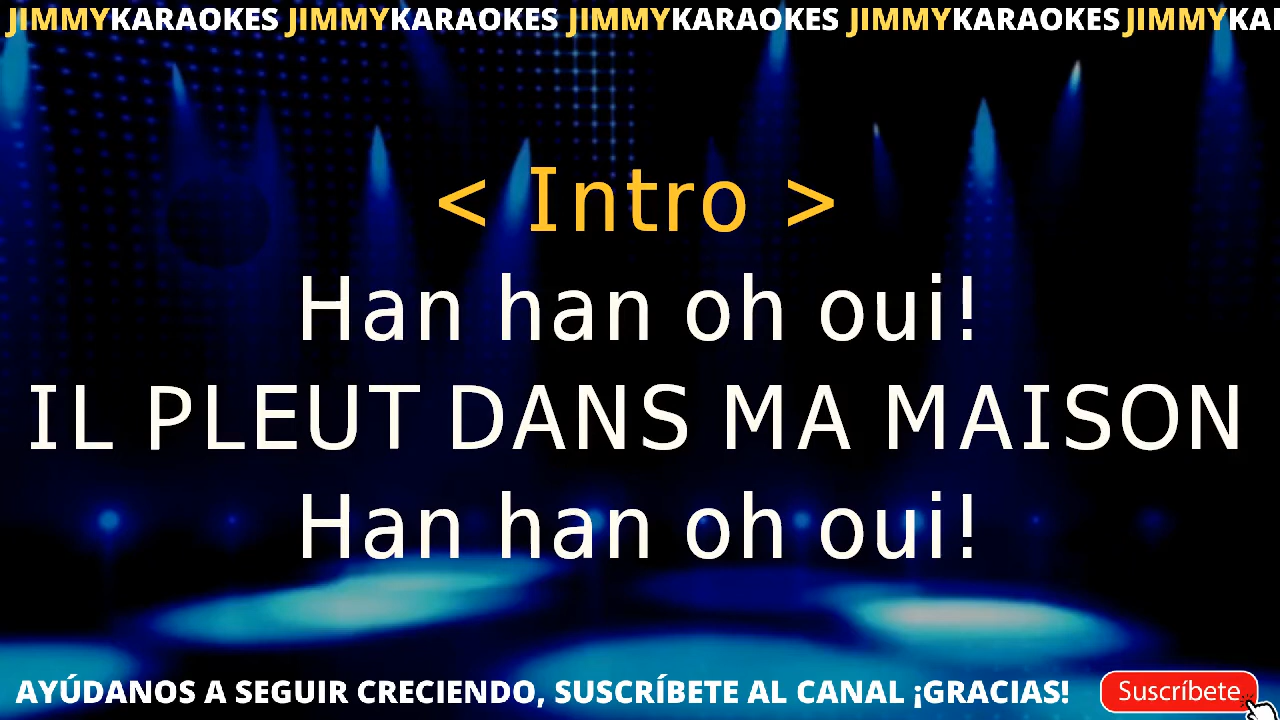 JIMMYKARAOKES JIMMYKARAOKES JIMMYKARAOKES JIMMYKARAOKES JIMMYKA
< Intro >
Han han oh oui!
IL PLEUT DANS MA MAISON
Han han oh oui!
AYÚDANOS A SEGUIR CRECIENDO, SUSCRÍBETE AL CANAL ¡GRACIAS!
Suscríbete